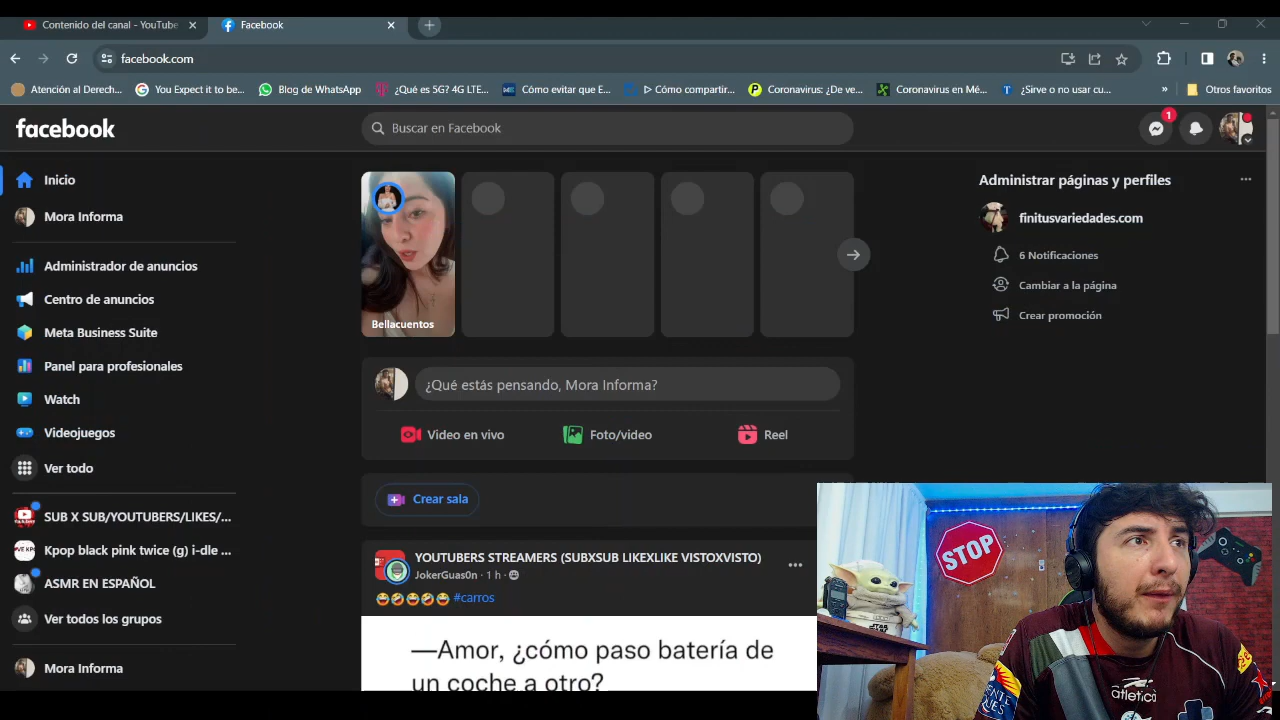 Contenido del canal - YouTube
Facebook
facebook.com
Atención al Derech...
You Expect it to be...
Blog de WhatsApp
¿Qué es 5G? 4G LTE...
Cómo evitar que E...
▷ Cómo compartir...
Coronavirus: ¿De ve...
Coronavirus en Mé...
¿Sirve o no usar cu...
»
Otros favoritos
facebook
Buscar en Facebook
1
Inicio
Mora Informa
Administrador de anuncios
Centro de anuncios
Meta Business Suite
Panel para profesionales
Watch
Videojuegos
Ver todo
SUB X SUB/YOUTUBERS/LIKES/...
Kpop black pink twice (g) i-dle ...
ASMR EN ESPAÑOL
Ver todos los grupos
Mora Informa
Bellacuentos
¿Qué estás pensando, Mora Informa?
Video en vivo
Foto/video
Reel
Crear sala
YOUTUBERS STREAMERS (SUBXSUB LIKEXLIKE VISTOXVISTO)
JokerGuas0n · 1 h ·
#carros
—Amor, ¿cómo paso batería de
un coche a otro?
Administrar páginas y perfiles
finitusvariedades.com
6 Notificaciones
Cambiar a la página
Crear promoción
STOP
STAR
WARS
atlética